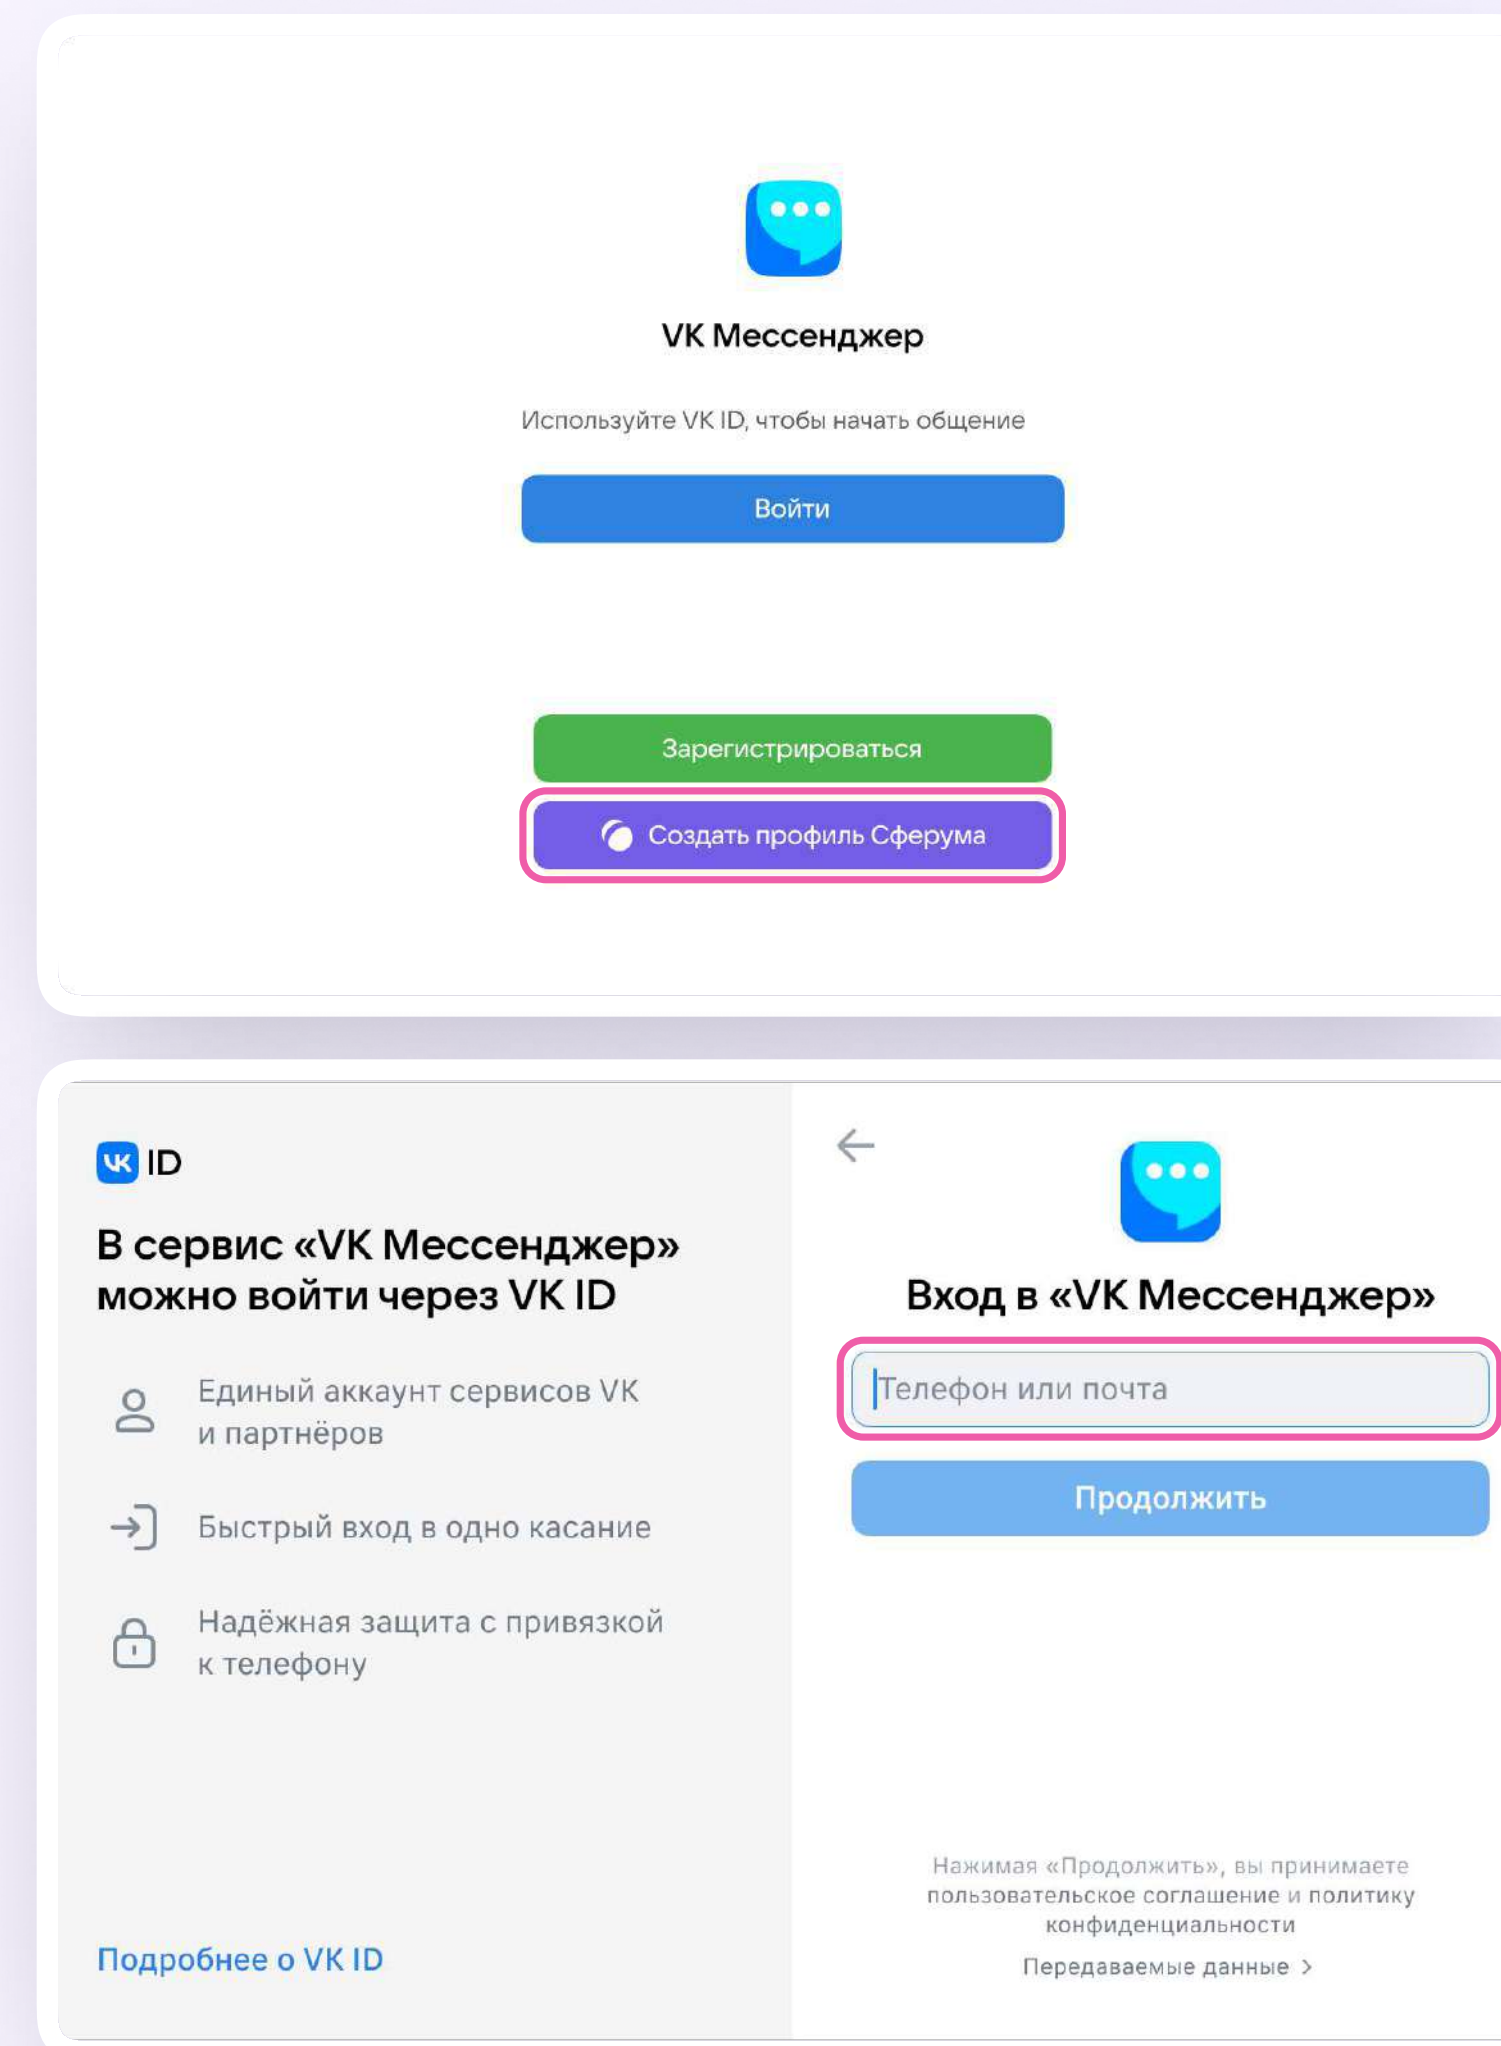 VK Мессенджер
Используйте VK ID, чтобы начать общение
Войти
Зарегистрироваться
Создать профиль Сферума
VK ID
В сервис «VK Мессенджер»
можно войти через VK ID
Единый аккаунт сервисов VK
и партнёров
Быстрый вход в одно касание
Надёжная защита с привязкой
к телефону
Подробнее о VK ID
Вход в «VK Мессенджер»
Телефон или почта
Продолжить
Нажимая «Продолжить», вы принимаете
пользовательское соглашение и политику
конфиденциальности
Передаваемые данные >